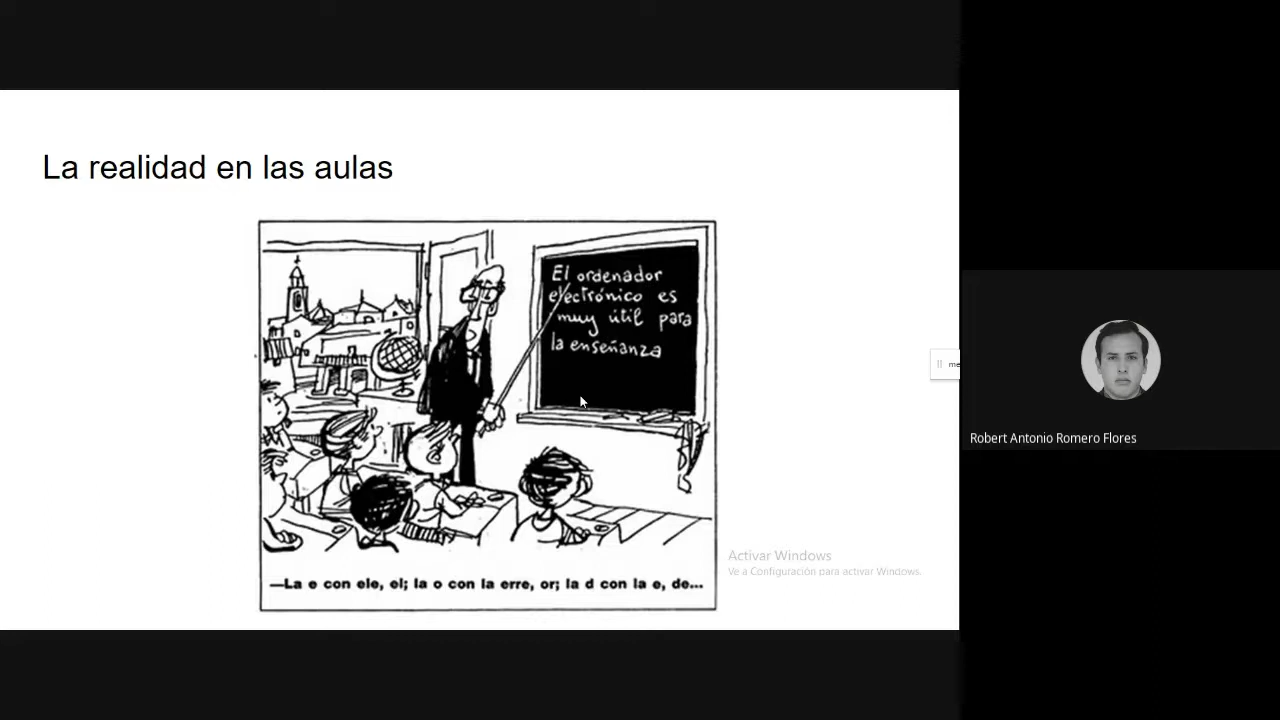 La realidad en las aulas
El ordenador
electrónico es
muy útil para
la enseñanza
—La e con ele, el; la o con la erre, or; la d con la e, de...
Activar Windows
Ve a Configuración para activar Windows.
me
Robert Antonio Romero Flores